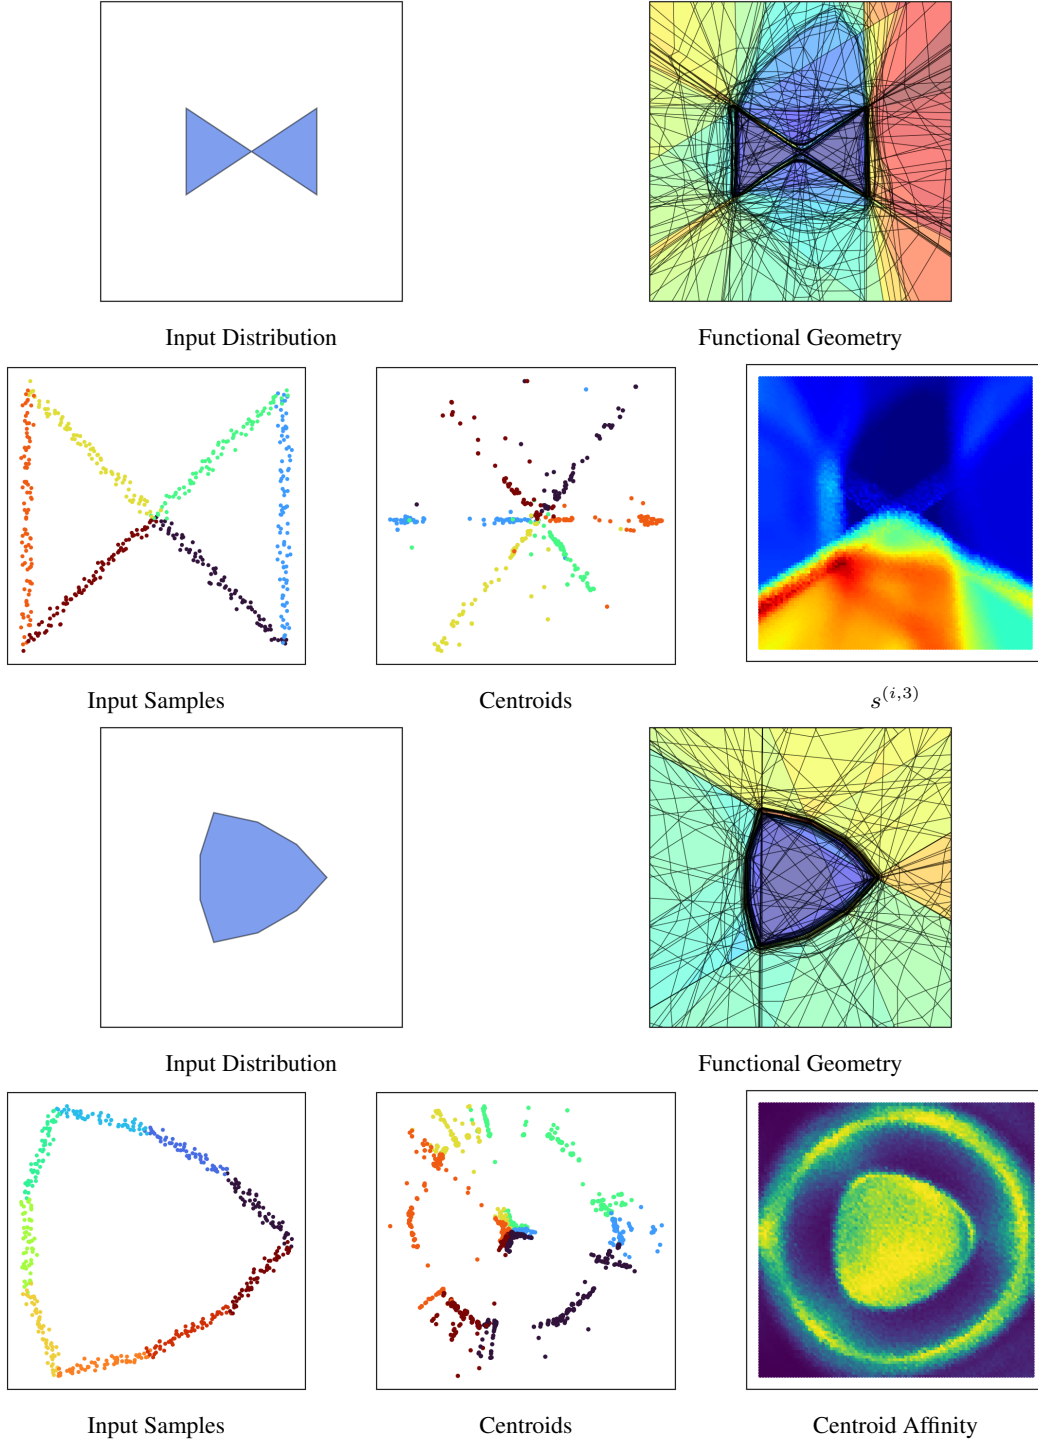 Input Distribution
Functional Geometry
Input Samples
Centroids
s^{(i,3)}
Input Distribution
Functional Geometry
Input Samples
Centroids
Centroid Affinity